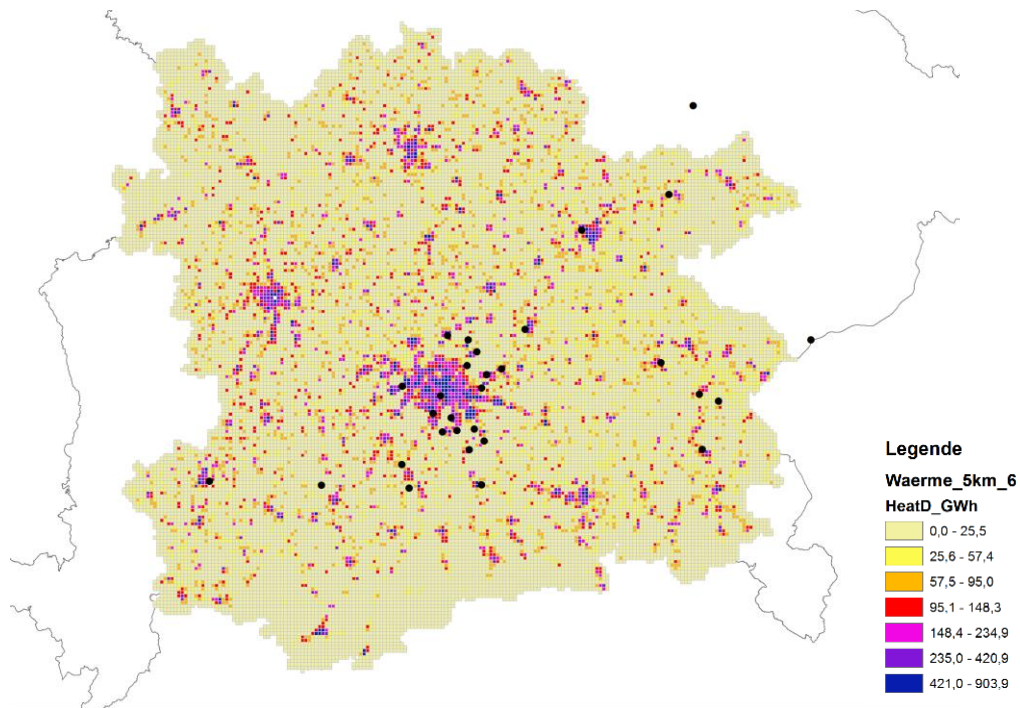 Legende
Waerme_5km_6
HeatD_GWh
0,0 - 25,5
25,6 - 57,4
57,5 - 95,0
95,1 - 148,3
148,4 - 234,9
235,0 - 420,9
421,0 - 903,9